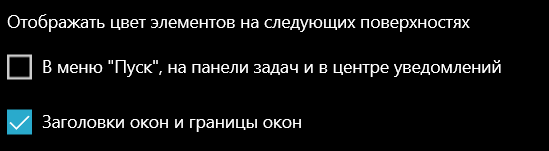 Отображать цвет элементов на следующих поверхностях
В меню "Пуск", на панели задач и в центре уведомлений
Заголовки окон и границы окон